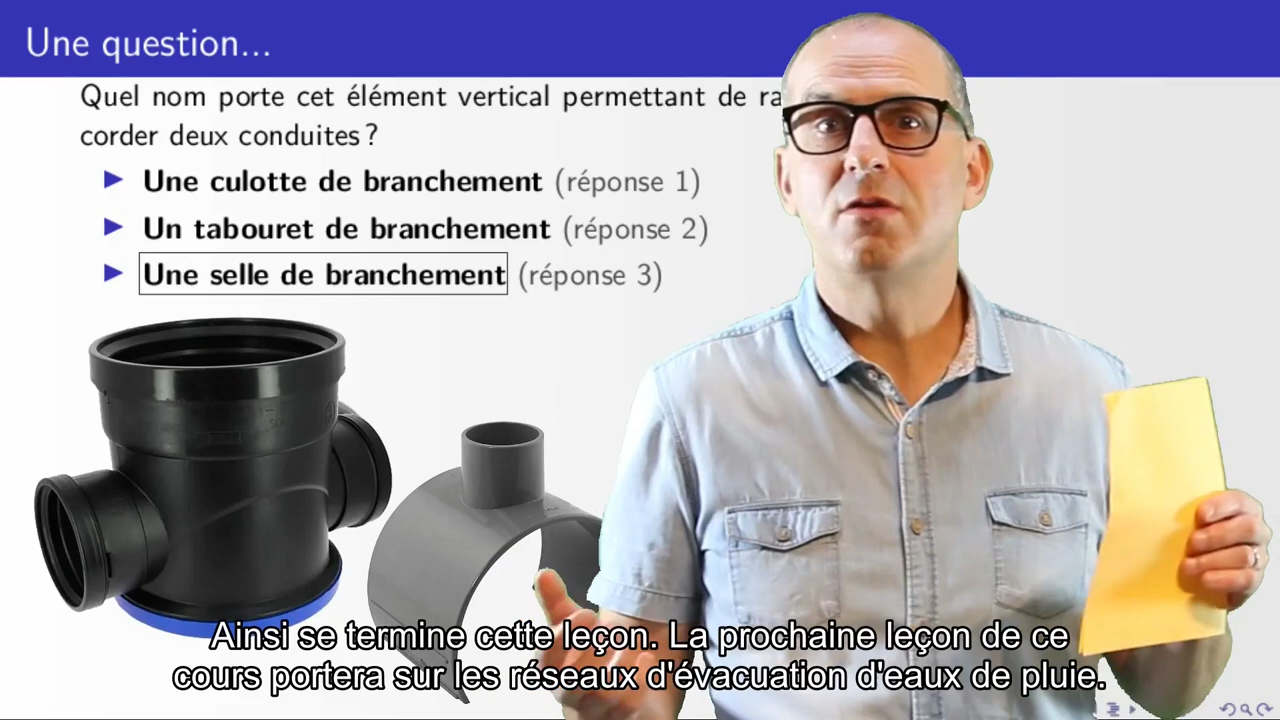 Une question...
Quel nom porte cet élément vertical permettant de ra
corder deux conduites ?
Une culotte de branchement (réponse 1)
Un tabouret de branchement (réponse 2)
Une selle de branchement (réponse 3)
Ainsi se termine cette leçon. La prochaine leçon de ce
cours portera sur les réseaux d'évacuation d'eaux de pluie.